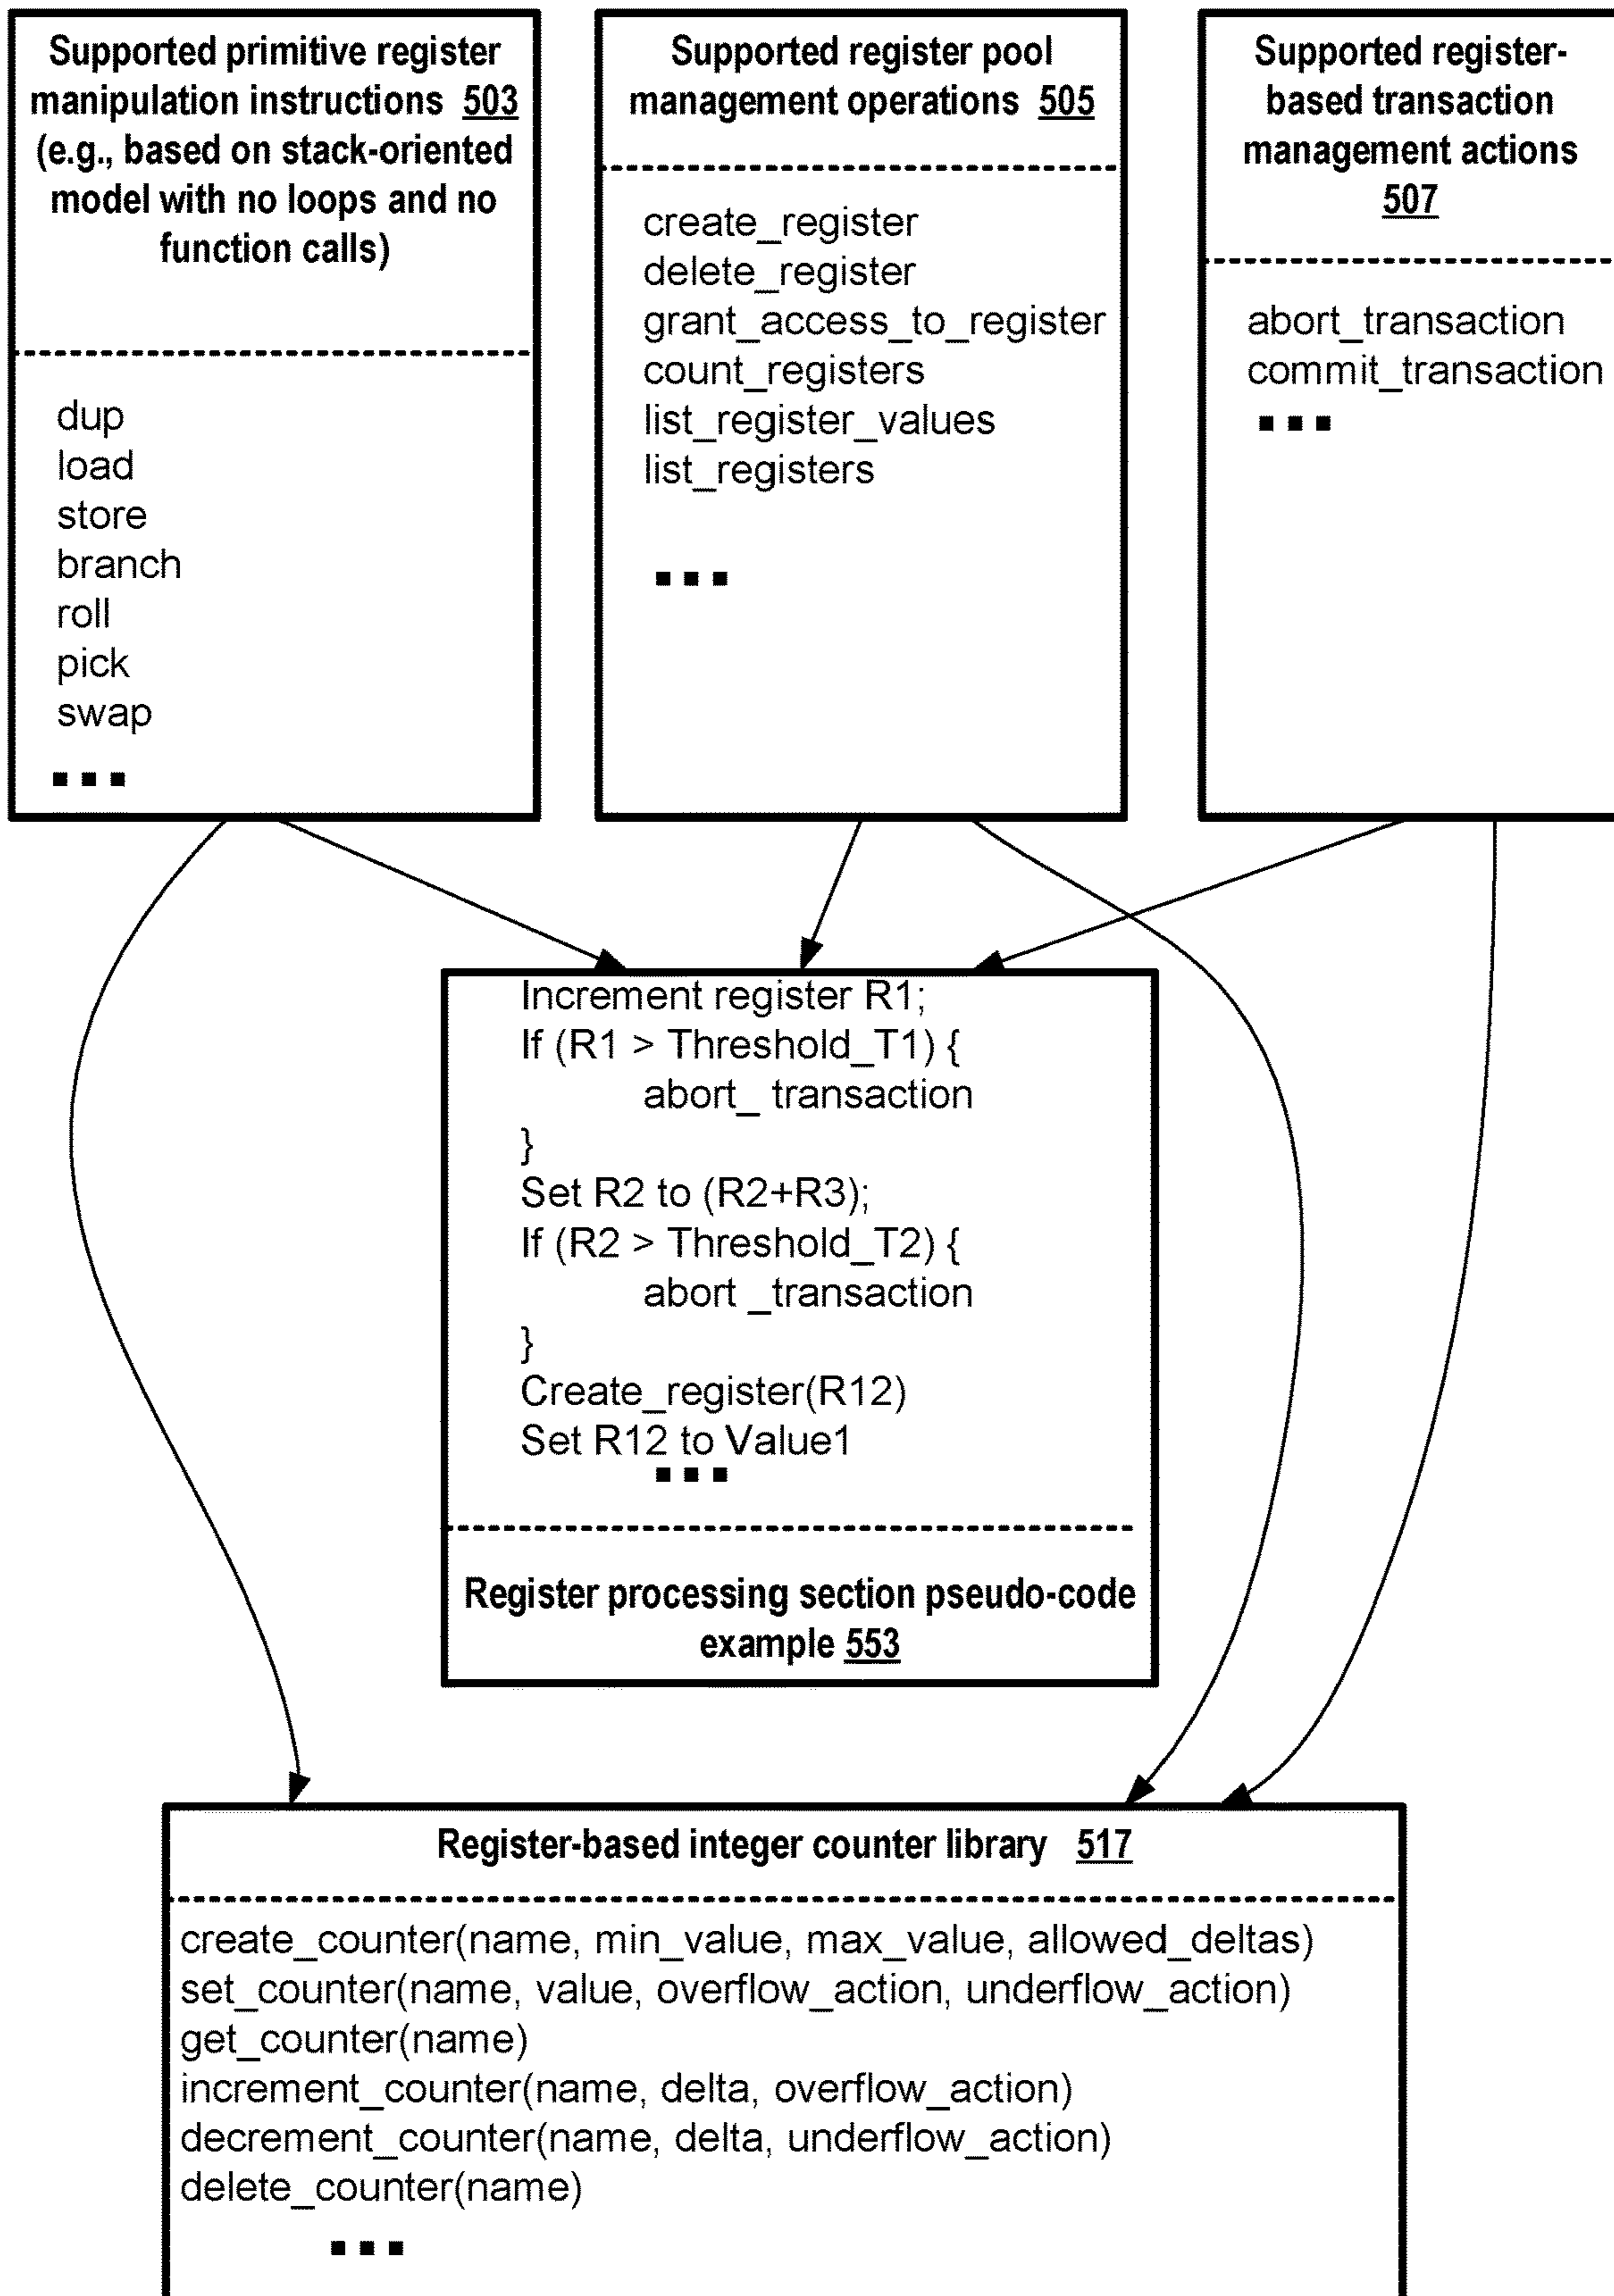 Supported primitive register
manipulation instructions 503
(e.g., based on stack-oriented
model with no loops and no
function calls)
dup
load
store
branch
roll
pick
swap
...
Supported register pool
management operations 505
create_register
delete_register
grant_access_to_register
count_registers
list_register_values
list_registers
...
Supported register-
based transaction
management actions
507
abort_transaction
commit_transaction
...
Increment register R1;
If (R1 > Threshold_T1) {
abort_ transaction
}
Set R2 to (R2+R3);
If (R2 > Threshold_T2) {
abort _transaction
}
Create_register(R12)
Set R12 to Value1
...
Register processing section pseudo-code
example 553
Register-based integer counter library 517
create_counter(name, min_value, max_value, allowed_deltas)
set_counter(name, value, overflow_action, underflow_action)
get_counter(name)
increment_counter(name, delta, overflow_action)
decrement_counter(name, delta, underflow_action)
delete_counter(name)
...